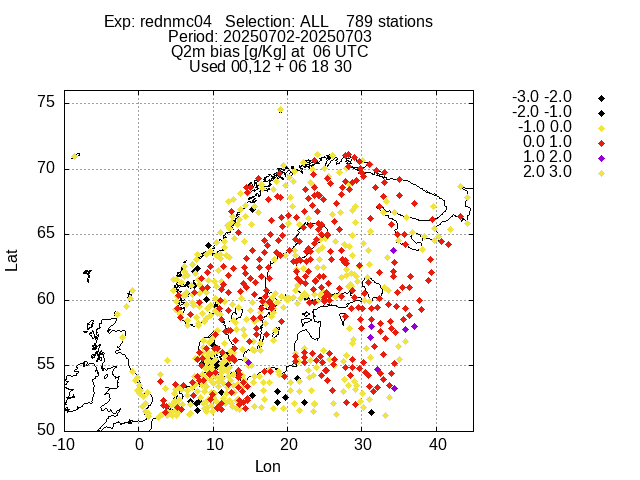 Exp: rednmc04 Selection: ALL 789 stations
Period: 20250702-20250703
Q2m bias [g/Kg] at 06 UTC
Used 00,12 + 06 18 30
-3.0 -2.0
-2.0 -1.0
-1.0 0.0
0.0 1.0
1.0 2.0
2.0 3.0
75
70
65
60
55
50
Lat
-10 0 10 20 30 40
Lon